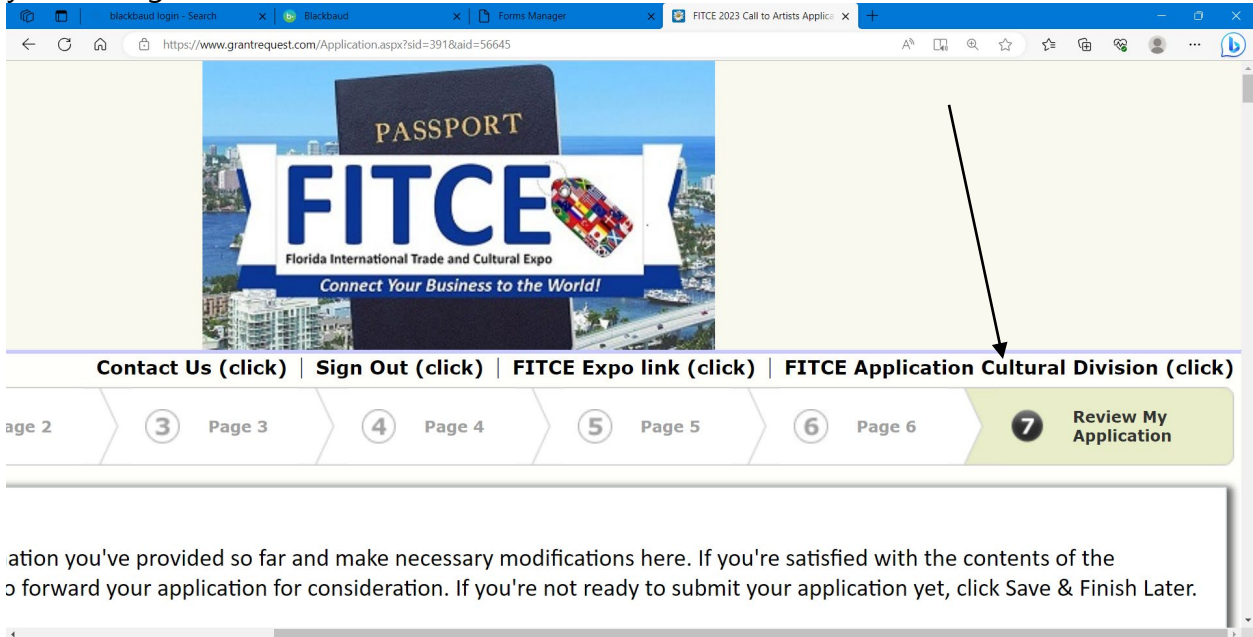 blackbaud login - Search
Blackbaud
Forms Manager
FITCE 2023 Call to Artists Applica
https://www.grantrequest.com/Application.aspx?sid=391&aid=56645
PASSPORT
FITCE
Florida International Trade and Cultural Expo
Connect Your Business to the World!
Contact Us (click) | Sign Out (click) | FITCE Expo link (click) | FITCE Application Cultural Division (click)
age 2 3 Page 3 4 Page 4 5 Page 5 6 Page 6 7 Review My
Application
ation you've provided so far and make necessary modifications here. If you're satisfied with the contents of the
o forward your application for consideration. If you're not ready to submit your application yet, click Save & Finish Later.